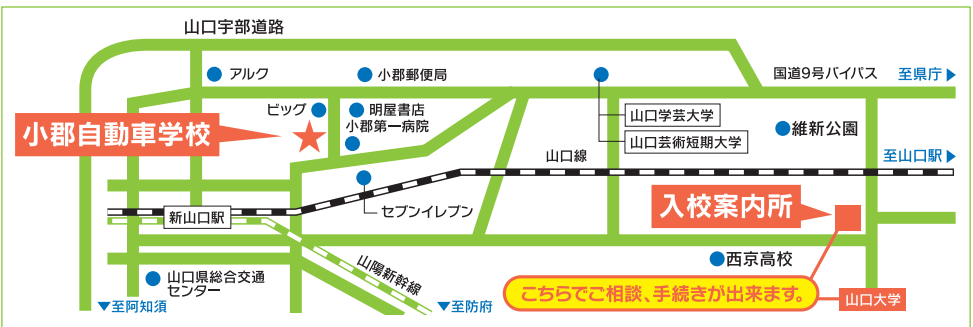 山口宇部道路
アルク
小郡郵便局
国道9号バイパス
至県庁
ビッグ
明屋書店
小郡第一病院
小郡自動車学校
山口学芸大学
山口芸術短期大学
維新公園
山口線
至山口駅
セブンイレブン
新山口駅
入校案内所
山陽新幹線
西京高校
山口県総合交通
センター
こちらでご相談、手続きが出来ます。
山口大学
至阿知須
至防府